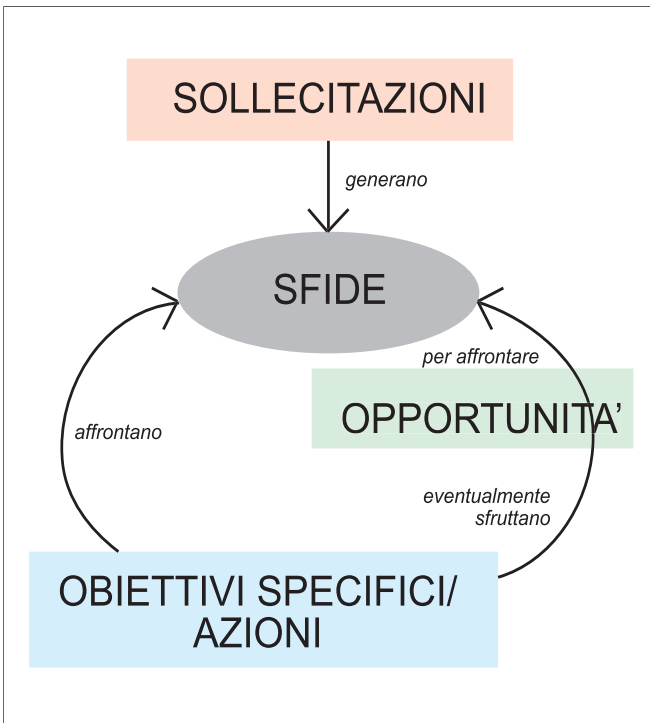 SOLLECITAZIONI
generano
SFIDE
per affrontare
OPPORTUNITA’
affrontano
eventualmente
sfruttano
OBIETTIVI SPECIFICI/
AZIONI